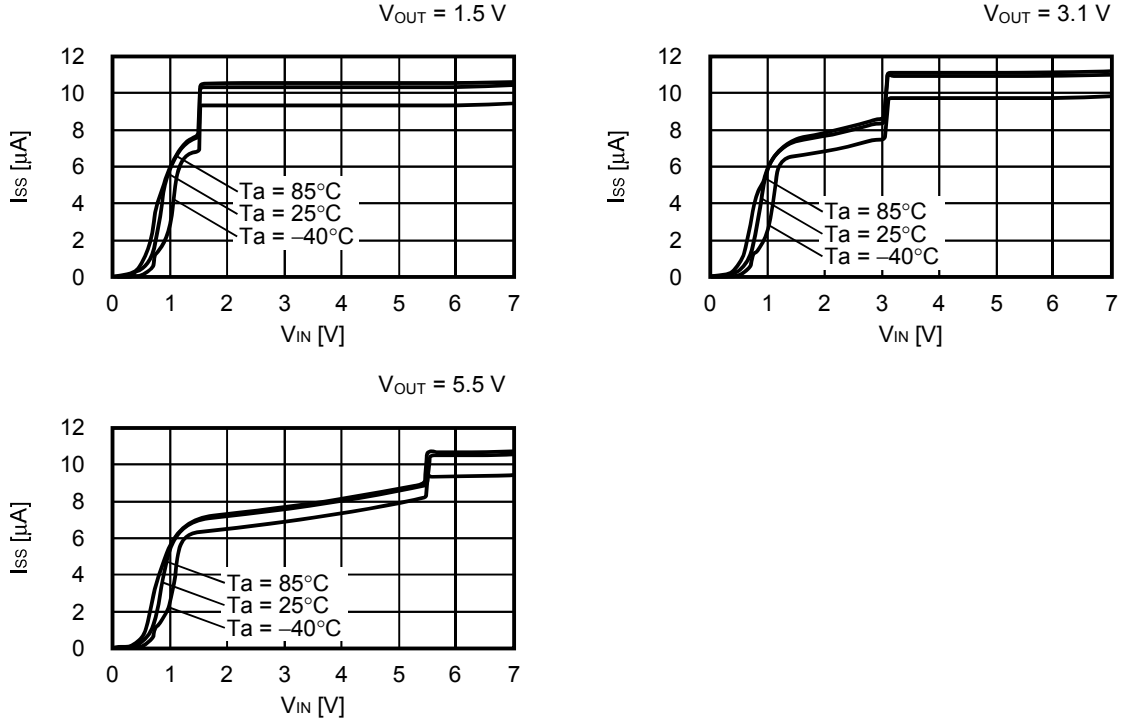 VOUT = 1.5 V
12
10
8
6
4
2
0
ISS [μA]
Ta = 85°C
Ta = 25°C
Ta = −40°C
0 1 2 3 4 5 6 7
VIN [V]
VOUT = 3.1 V
12
10
8
6
4
2
0
ISS [μA]
Ta = 85°C
Ta = 25°C
Ta = −40°C
0 1 2 3 4 5 6 7
VIN [V]
VOUT = 5.5 V
12
10
8
6
4
2
0
ISS [μA]
Ta = 85°C
Ta = 25°C
Ta = −40°C
0 1 2 3 4 5 6 7
VIN [V]